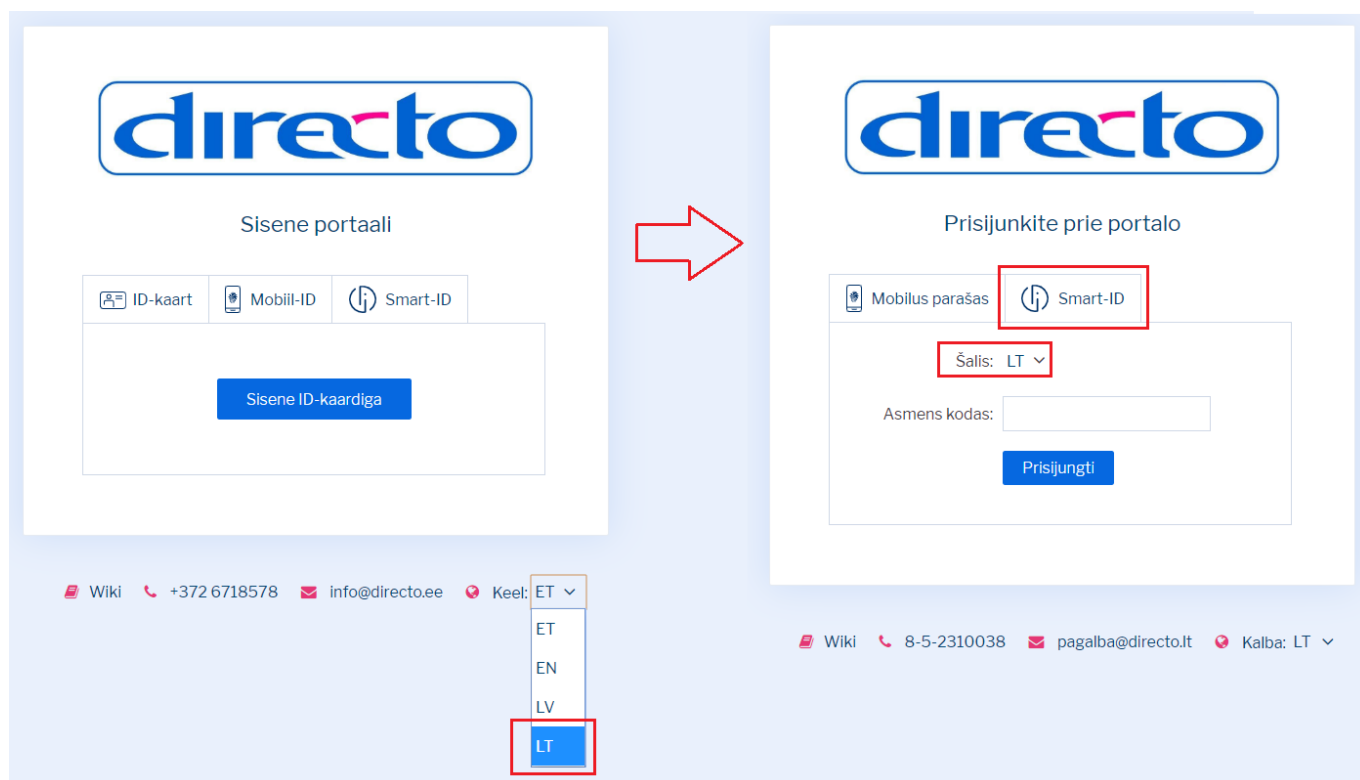 directo
Sisene portaali
ID-kaart Mobiil-ID Smart-ID
Sisene ID-kaardiga
Wiki +372 6718578 info@directo.ee Keel: ET
ET
EN
LV
LT
directo
Prisijunkite prie portalo
Mobilus parašas Smart-ID
Šalis: LT
Asmens kodas:
Prisijungti
Wiki 8-5-2310038 pagalba@directo.lt Kalba: LT